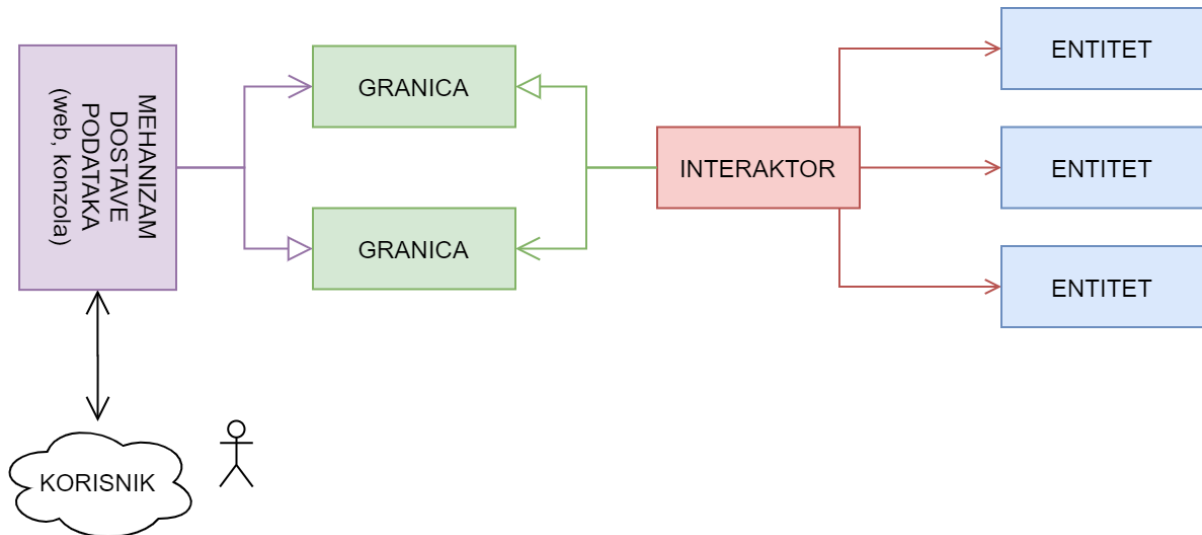 MEHANIZAM
DOSTAVE
PODATAKA
(web, konzola)
GRANICA
GRANICA
INTERAKTOR
ENTITET
ENTITET
ENTITET
KORISNIK